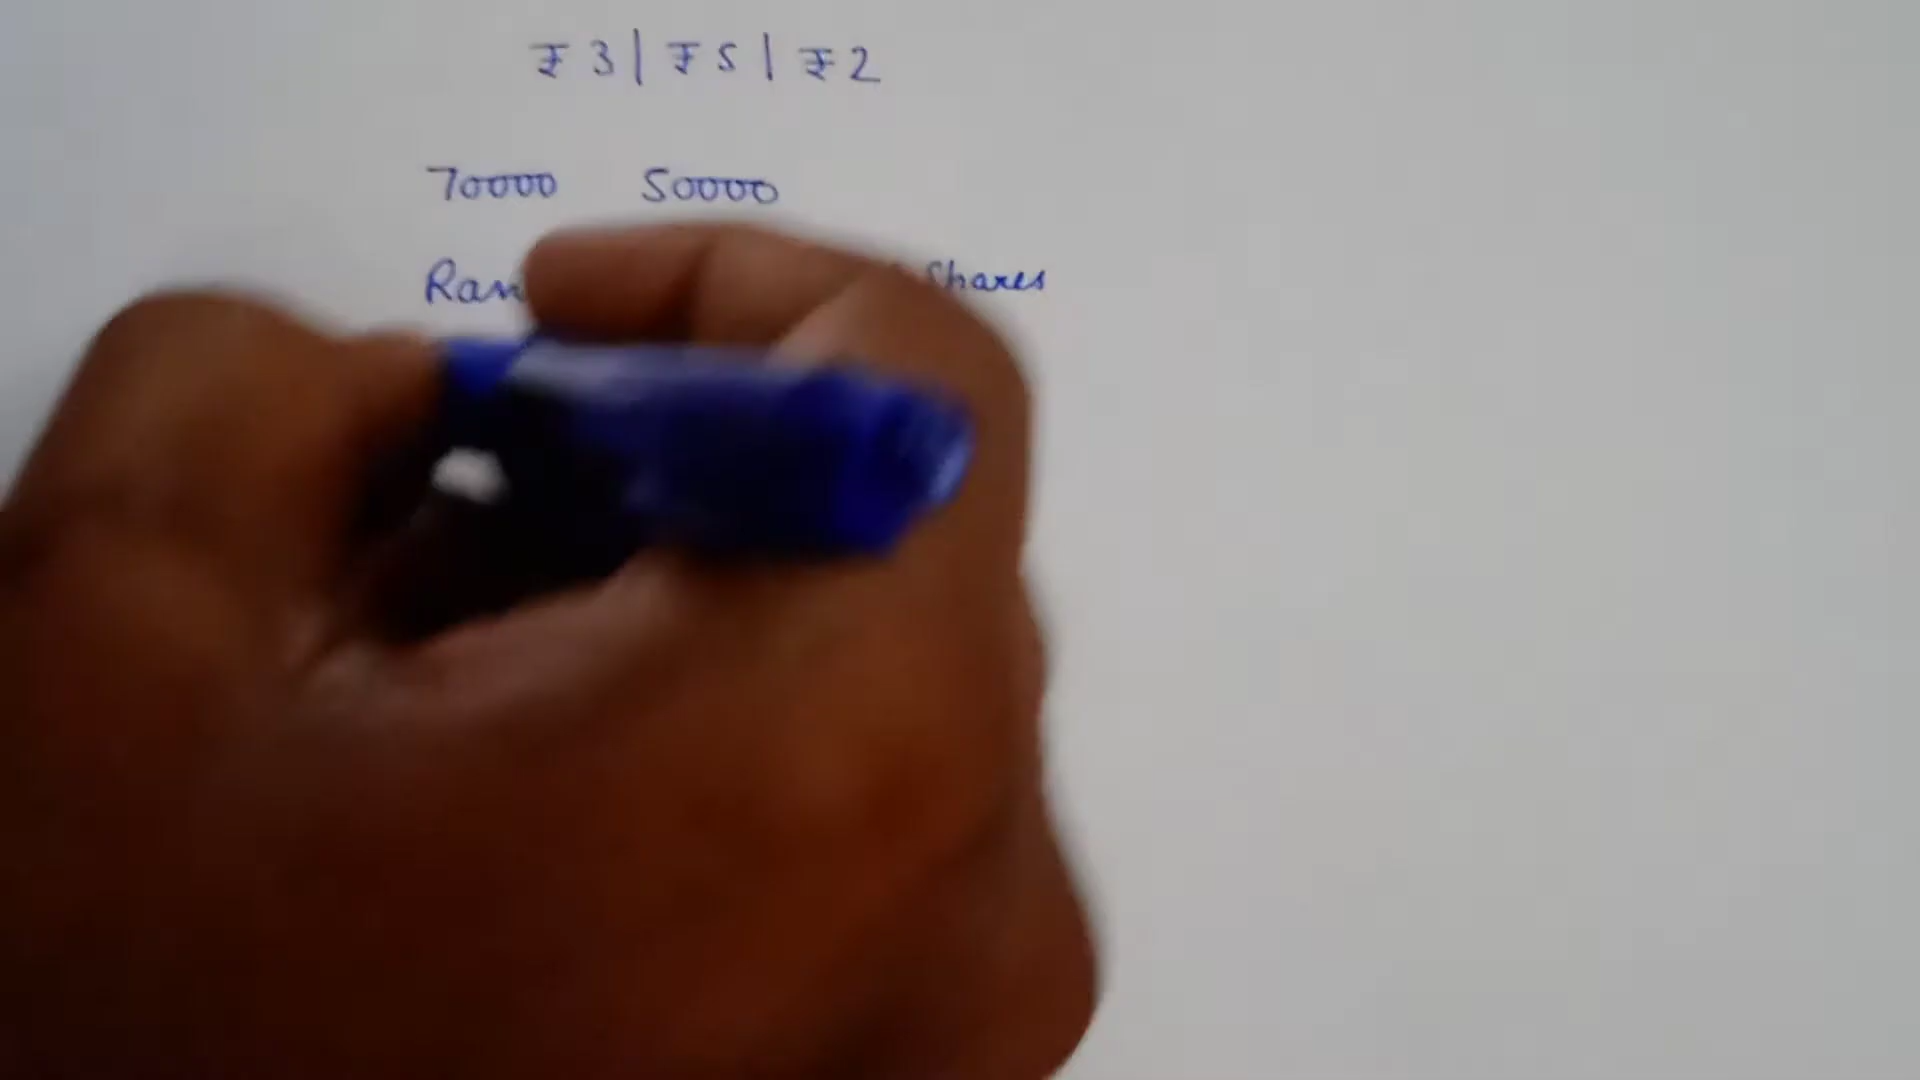 ₹ 3 | ₹ 5 | ₹ 2
70000 50000
Shares